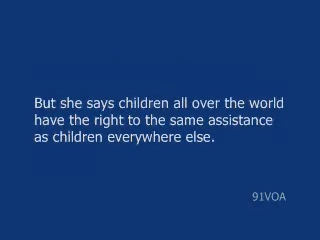 But she says children all over the world
have the right to the same assistance
as children everywhere else.
91VOA